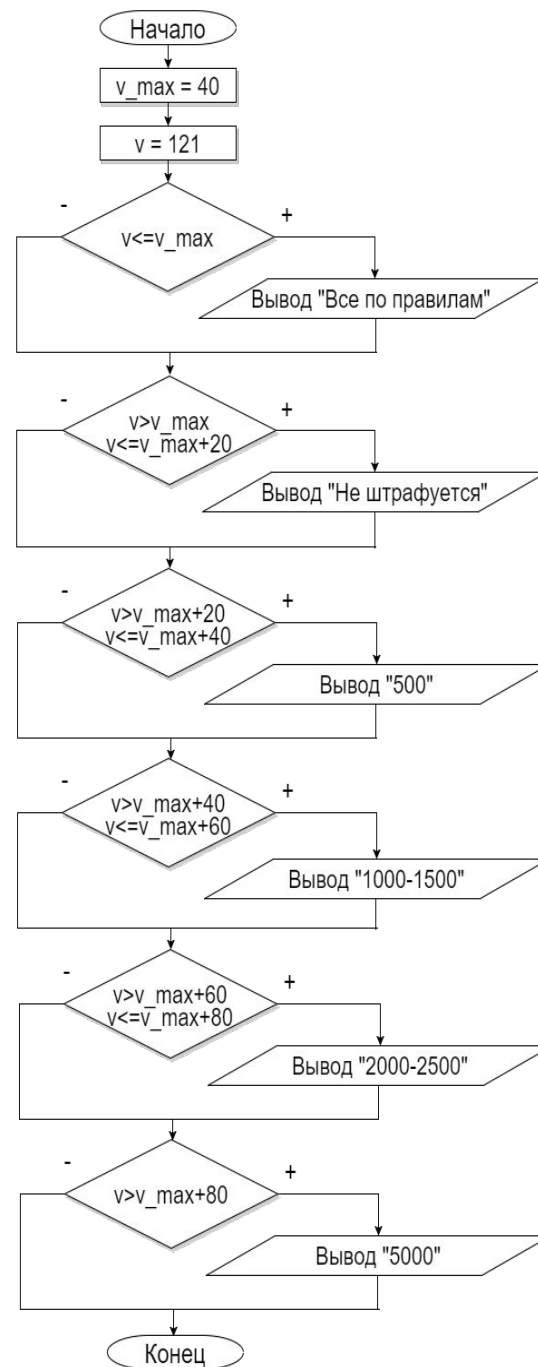 Начало
v_max = 40
v = 121
- +
v<=v_max
Вывод "Все по правилам"
- +
v>v_max
v<=v_max+20
Вывод "Не штрафуется"
- +
v>v_max+20
v<=v_max+40
Вывод "500"
- +
v>v_max+40
v<=v_max+60
Вывод "1000-1500"
- +
v>v_max+60
v<=v_max+80
Вывод "2000-2500"
- +
v>v_max+80
Вывод "5000"
Конец